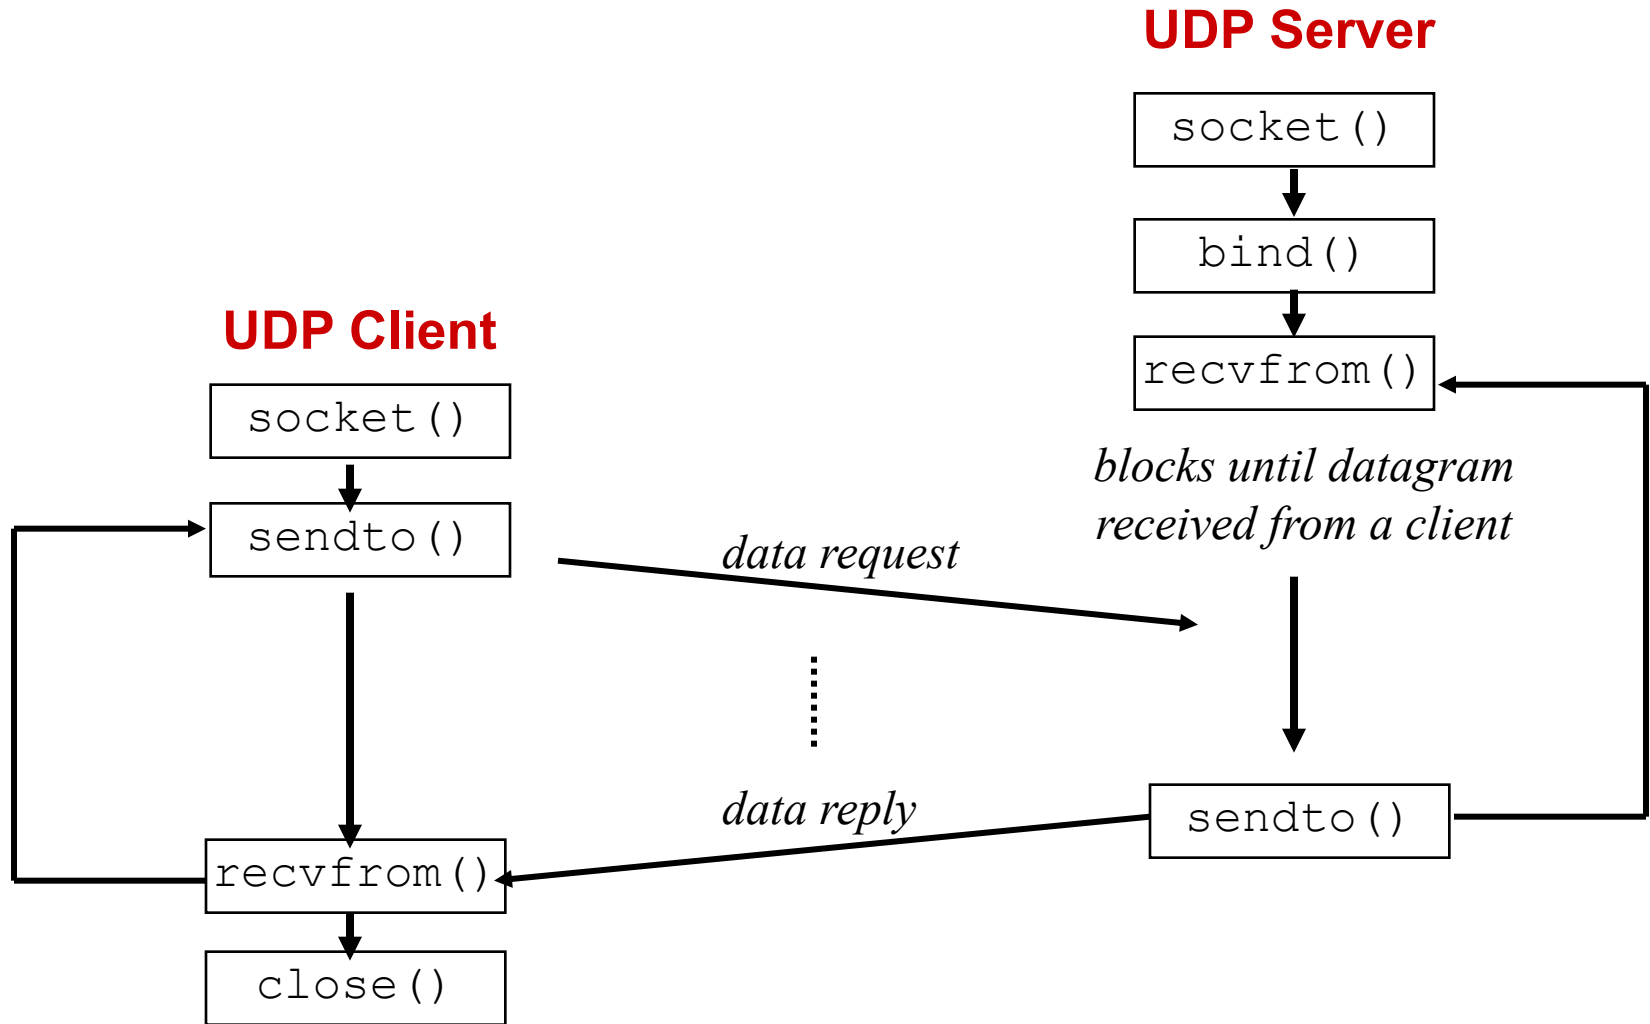 UDP Server
socket()
bind()
recvfrom()
blocks until datagram
received from a client
sendto()
UDP Client
socket()
sendto()
data request
data reply
recvfrom()
close()